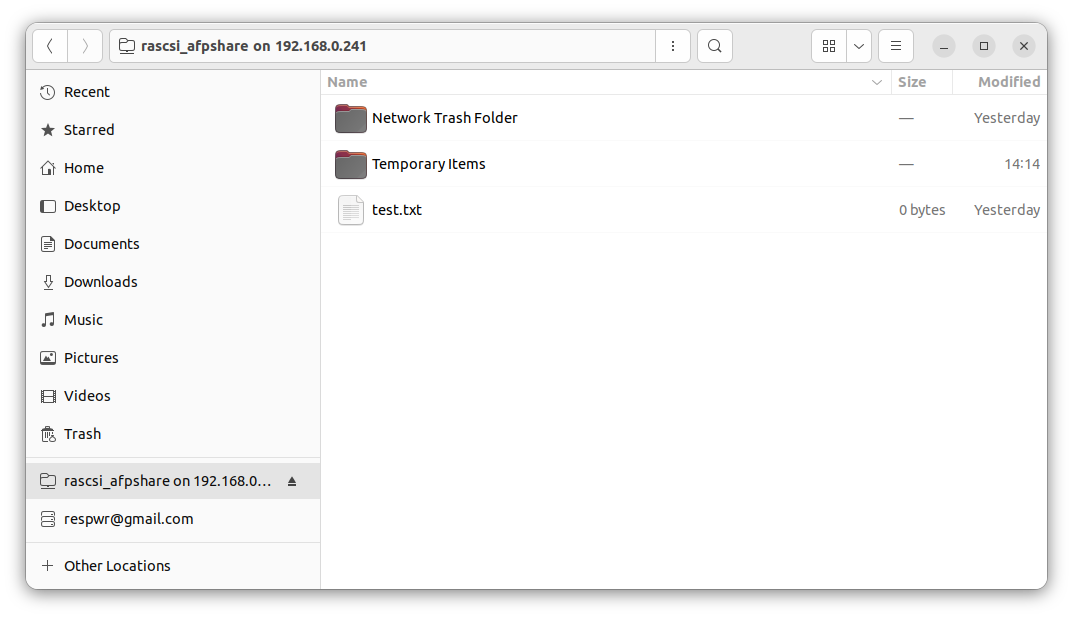 rascsi_afpshare on 192.168.0.241
Name Size Modified
Recent
Starred
Home
Desktop
Documents
Downloads
Music
Pictures
Videos
Trash
rascsi_afpshare on 192.168.0...
respwr@gmail.com
Other Locations
Network Trash Folder — Yesterday
Temporary Items — 14:14
test.txt 0 bytes Yesterday